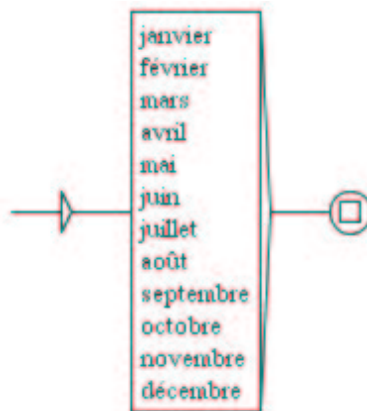 janvier
février
mars
avril
mai
juin
juillet
août
septembre
octobre
novembre
décembre